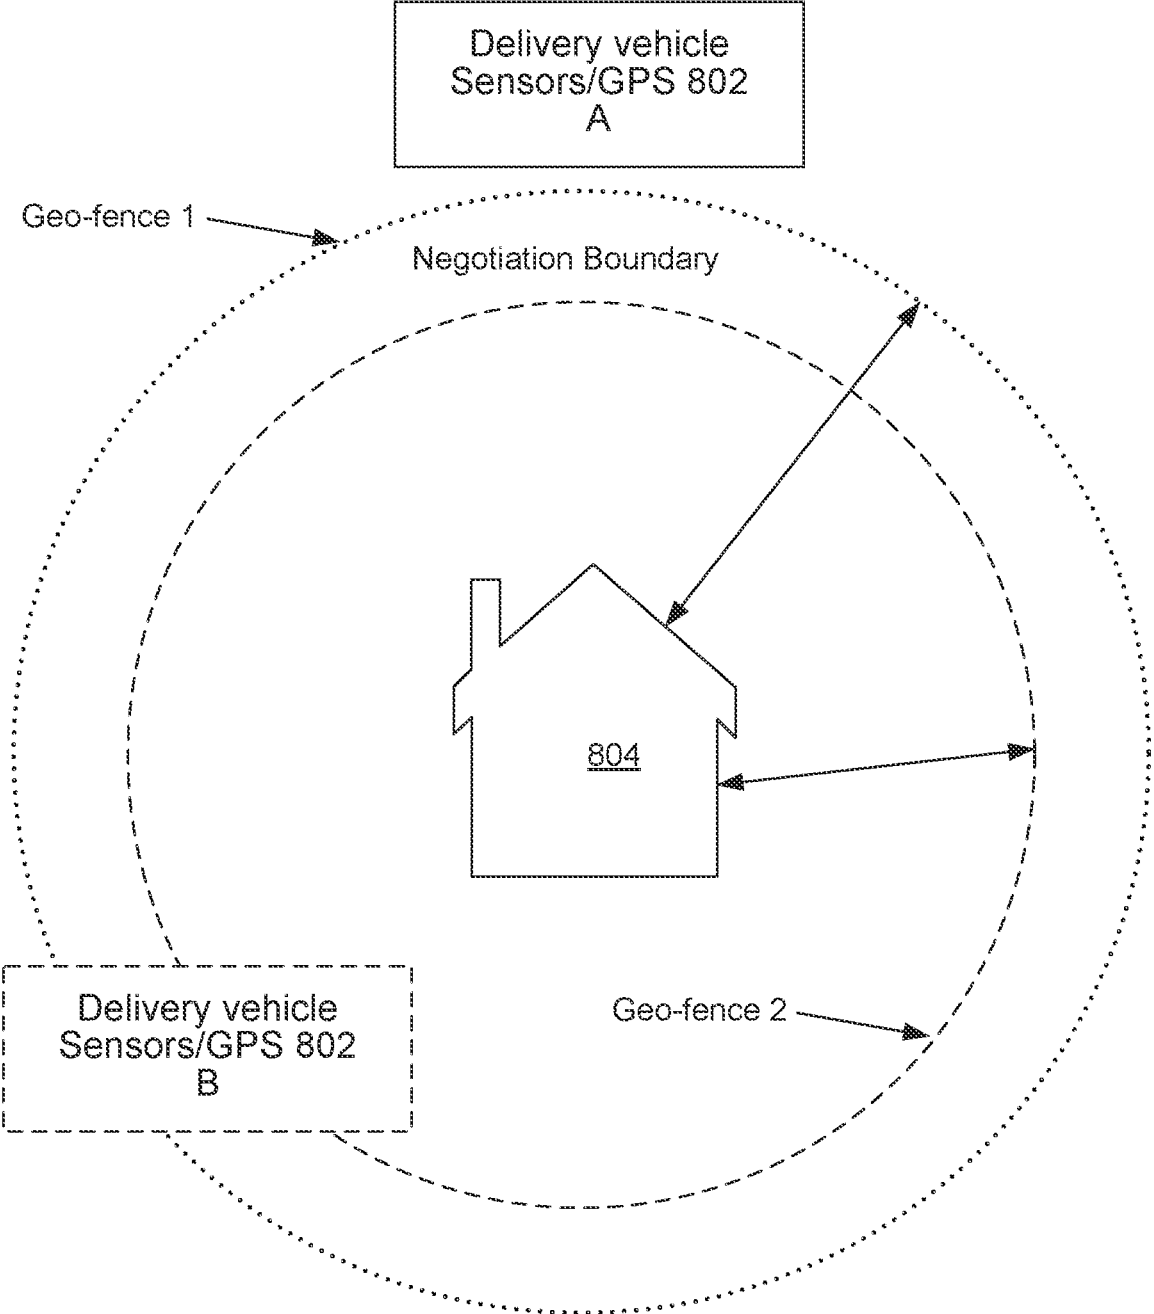 Delivery vehicle
Sensors/GPS 802
A
Geo-fence 1
Negotiation Boundary
804
Delivery vehicle
Sensors/GPS 802
B
Geo-fence 2